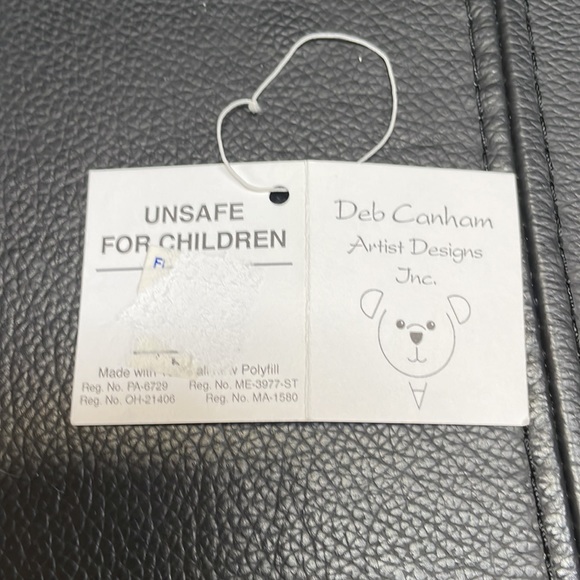 UNSAFE
FOR CHILDREN
Made with Polyfill
Reg. No. PA-6729 Reg. No. ME-3977-ST
Reg. No. OH-21406 Reg. No. MA-1580
Deb Canham
Artist Designs
Inc.